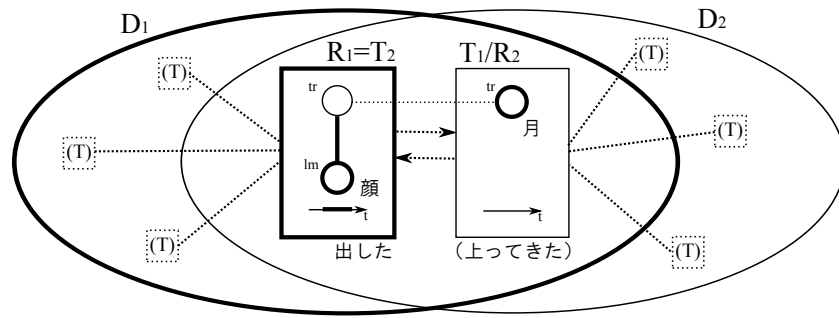 D₁
D₂
R₁=T₂
T₁/R₂
(T)
(T)
(T)
(T)
(T)
(T)
tr
tr
月
lm
顔
t
t
出した
(上ってきた)